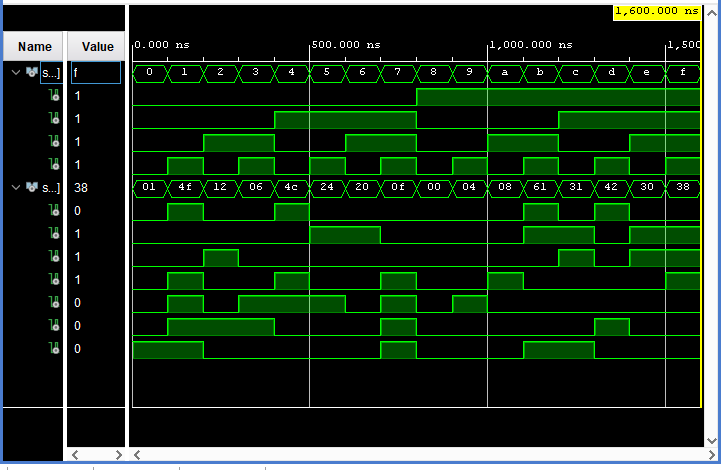 1,600.000 ns
Name Value
0.000 ns 500.000 ns 1,000.000 ns 1,500
s...] f 0 1 2 3 4 5 6 7 8 9 a b c d e f
1
1
1
1
s...] 38 01 4f 12 06 4c 24 20 0f 00 04 08 61 31 42 30 38
0
1
1
1
0
0
0